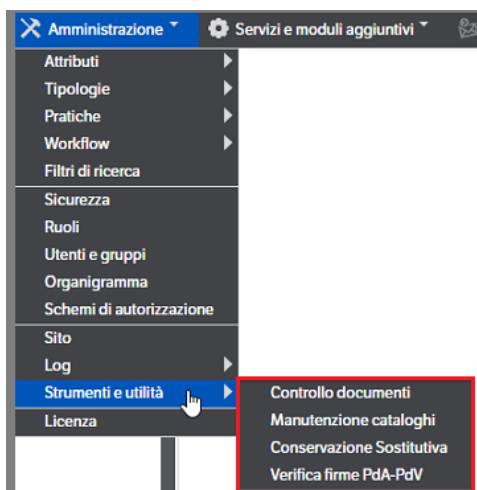 Amministrazione Servizi e moduli aggiuntivi
Attributi
Tipologie
Pratiche
Workflow
Filtri di ricerca
Sicurezza
Ruoli
Utenti e gruppi
Organigramma
Schemi di autorizzazione
Sito
Log
Strumenti e utilità
Licenza
Controllo documenti
Manutenzione cataloghi
Conservazione Sostitutiva
Verifica firme PdA-PdV